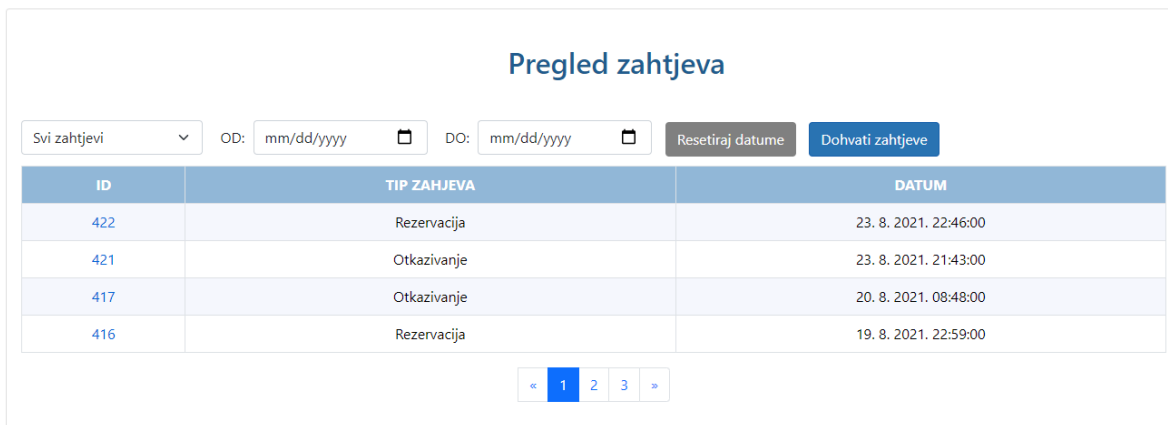 Pregled zahtjeva
Svi zahtjevi OD: mm/dd/yyyy DO: mm/dd/yyyy Resetiraj datume Dohvati zahtjeve
ID TIP ZAHJEVA DATUM
422 Rezervacija 23. 8. 2021. 22:46:00
421 Otkazivanje 23. 8. 2021. 21:43:00
417 Otkazivanje 20. 8. 2021. 08:48:00
416 Rezervacija 19. 8. 2021. 22:59:00
« 1 2 3 »